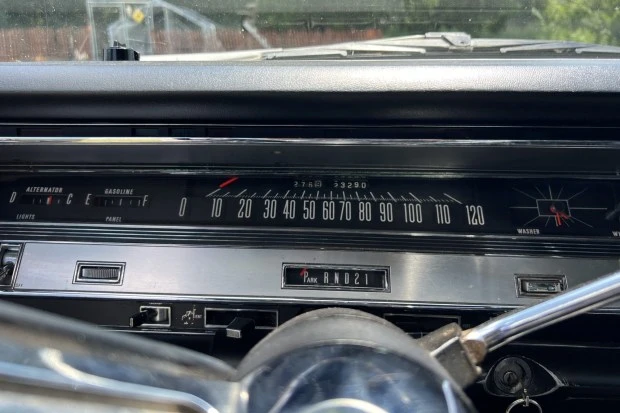 ALTERNATOR
D C
GASOLINE
E F
LIGHTS
PANEL
0 10 20 30 40 50 60 70 80 90 100 110 120
WASHER
PARK R N D 2 1